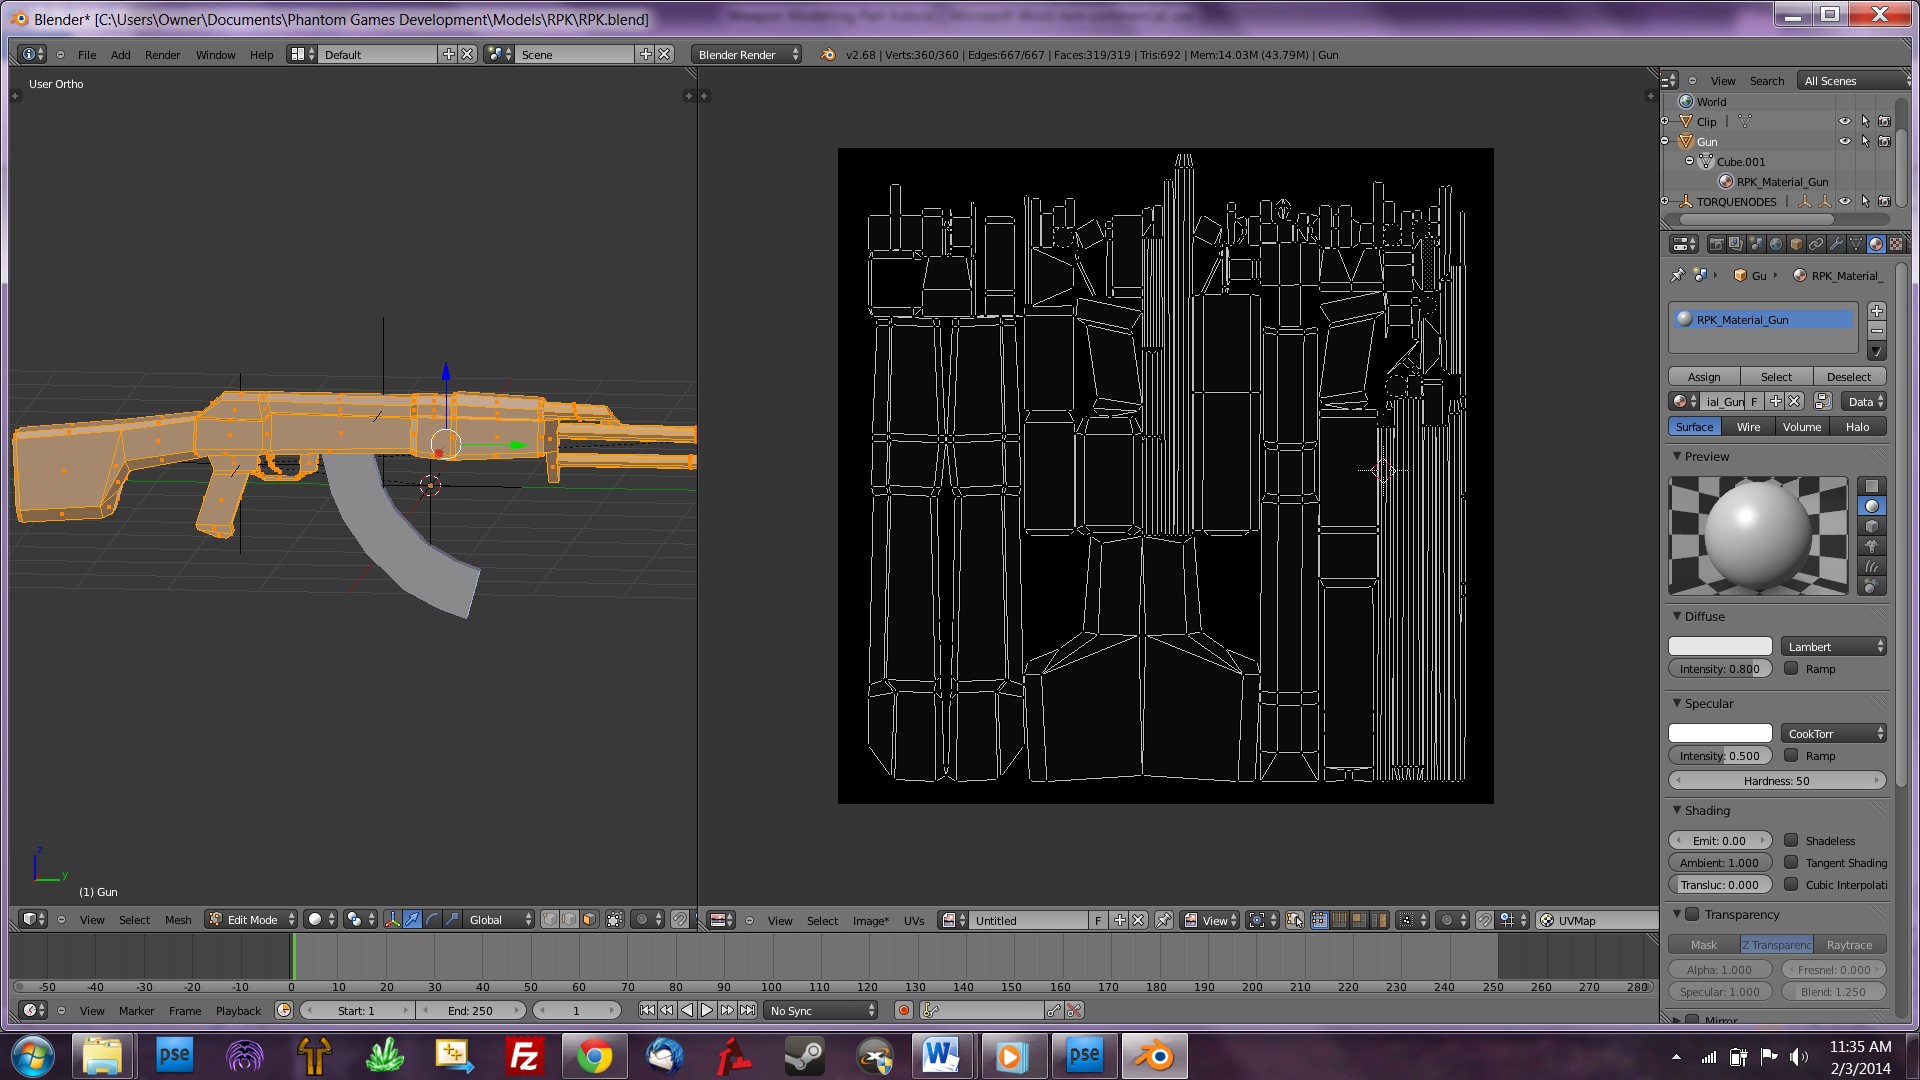 Blender* [C:\Users\Owner\Documents\Phantom Games Development\Models\RPK\RPK.blend]
File Add Render Window Help Default Scene Blender Render v2.68 | Verts:360/360 | Edges:667/667 | Faces:319/319 | Tris:692 | Mem:14.03M (43.79M) | Gun
User Ortho
View Search All Scenes
World
Clip
Gun
Cube.001
RPK_Material_Gun
TORQUENODES
Gu RPK_Material_
RPK_Material_Gun
Assign Select Deselect
ial_Gun F Data
Surface Wire Volume Halo
Preview
Diffuse
Lambert
Intensity: 0.800 Ramp
Specular
CookTorr
Intensity: 0.500 Ramp
Hardness: 50
Shading
Emit: 0.00 Shadeless
Ambient: 1.000 Tangent Shading
Transluc: 0.000 Cubic Interpolati
Transparency
Mask Z Transparenc Raytrace
Alpha: 1.000 Fresnel: 0.000
Specular: 1.000 Blend: 1.250
Mirror
z
y
(1) Gun
View Select Mesh Edit Mode Global
View Select Image* UVs Untitled F View UVMap
-50 -40 -30 -20 -10 0 10 20 30 40 50 60 70 80 90 100 110 120 130 140 150 160 170 180 190 200 210 220 230 240 250 260 270 280
View Marker Frame Playback Start: 1 End: 250 1 No Sync
pse
Fz
W
pse
11:35 AM
2/3/2014